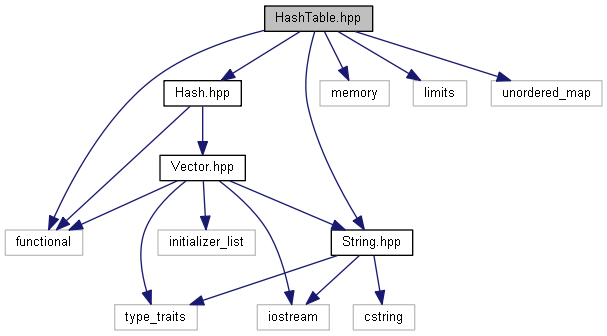 HashTable.hpp
Hash.hpp
memory
limits
unordered_map
Vector.hpp
functional
initializer_list
String.hpp
type_traits
iostream
cstring